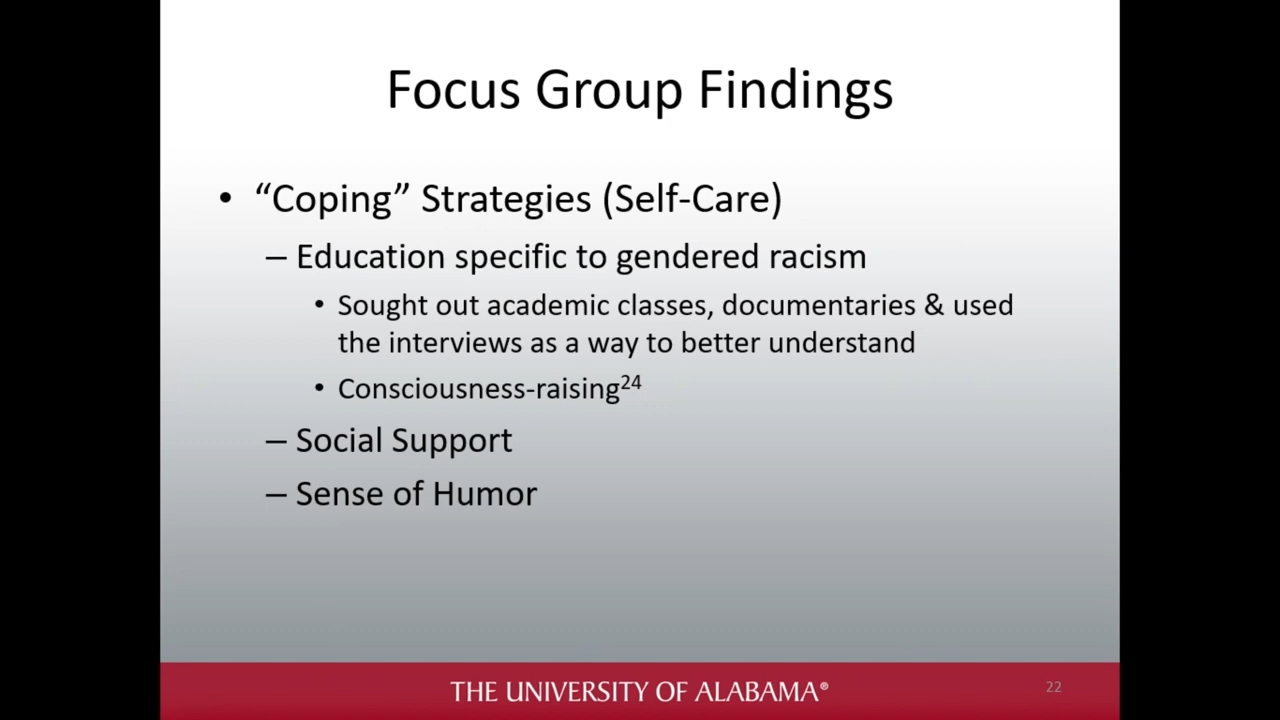 Focus Group Findings
• “Coping” Strategies (Self-Care)
– Education specific to gendered racism
• Sought out academic classes, documentaries & used
the interviews as a way to better understand
• Consciousness-raising24
– Social Support
– Sense of Humor
THE UNIVERSITY OF ALABAMA®
22